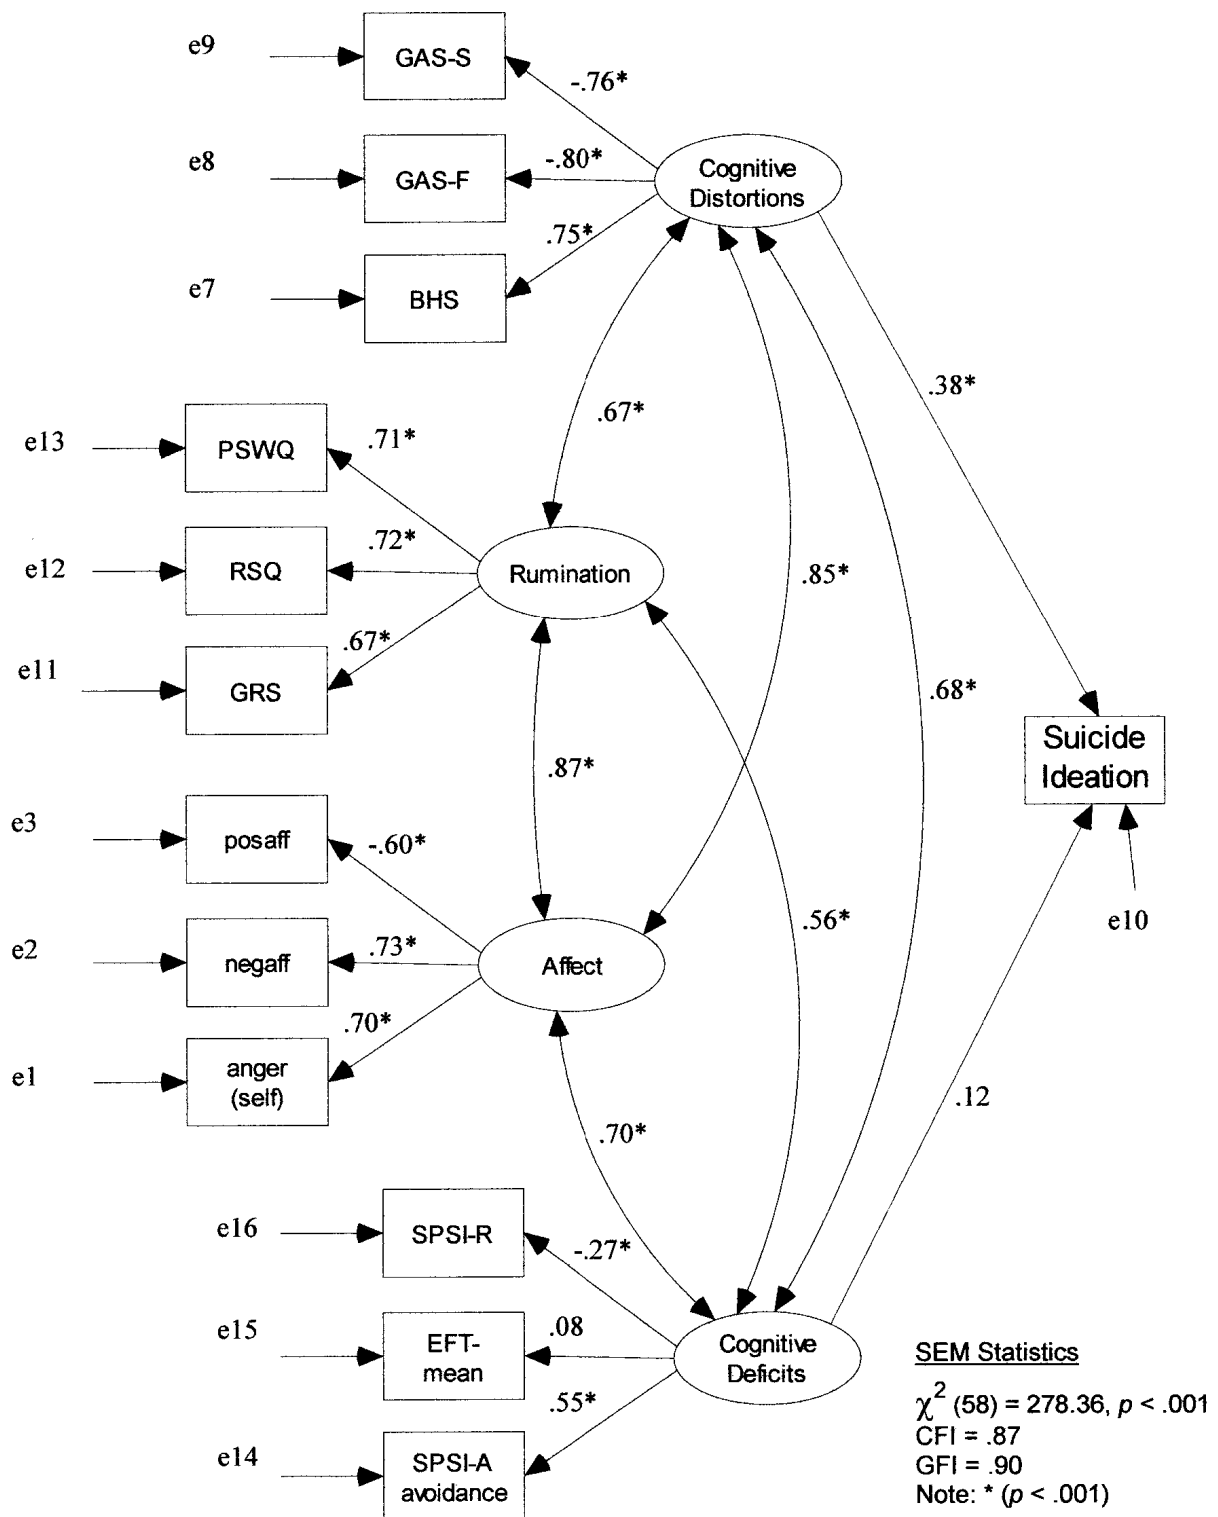 e9
GAS-S
-.76*
e8
GAS-F
-.80*
Cognitive
Distortions
e7
BHS
.75*
.38*
e13
PSWQ
.71*
.67*
e12
RSQ
.72*
Rumination
.85*
e11
GRS
.67*
.68*
Suicide
Ideation
.87*
e3
posaff
-.60*
.56*
e10
e2
negaff
.73*
Affect
e1
anger
(self)
.70*
.12
.70*
e16
SPSI-R
-.27*
e15
EFT-
mean
.08
Cognitive
Deficits
e14
SPSI-A
avoidance
.55*
SEM Statistics
χ² (58) = 278.36, p < .001
CFI = .87
GFI = .90
Note: * (p < .001)